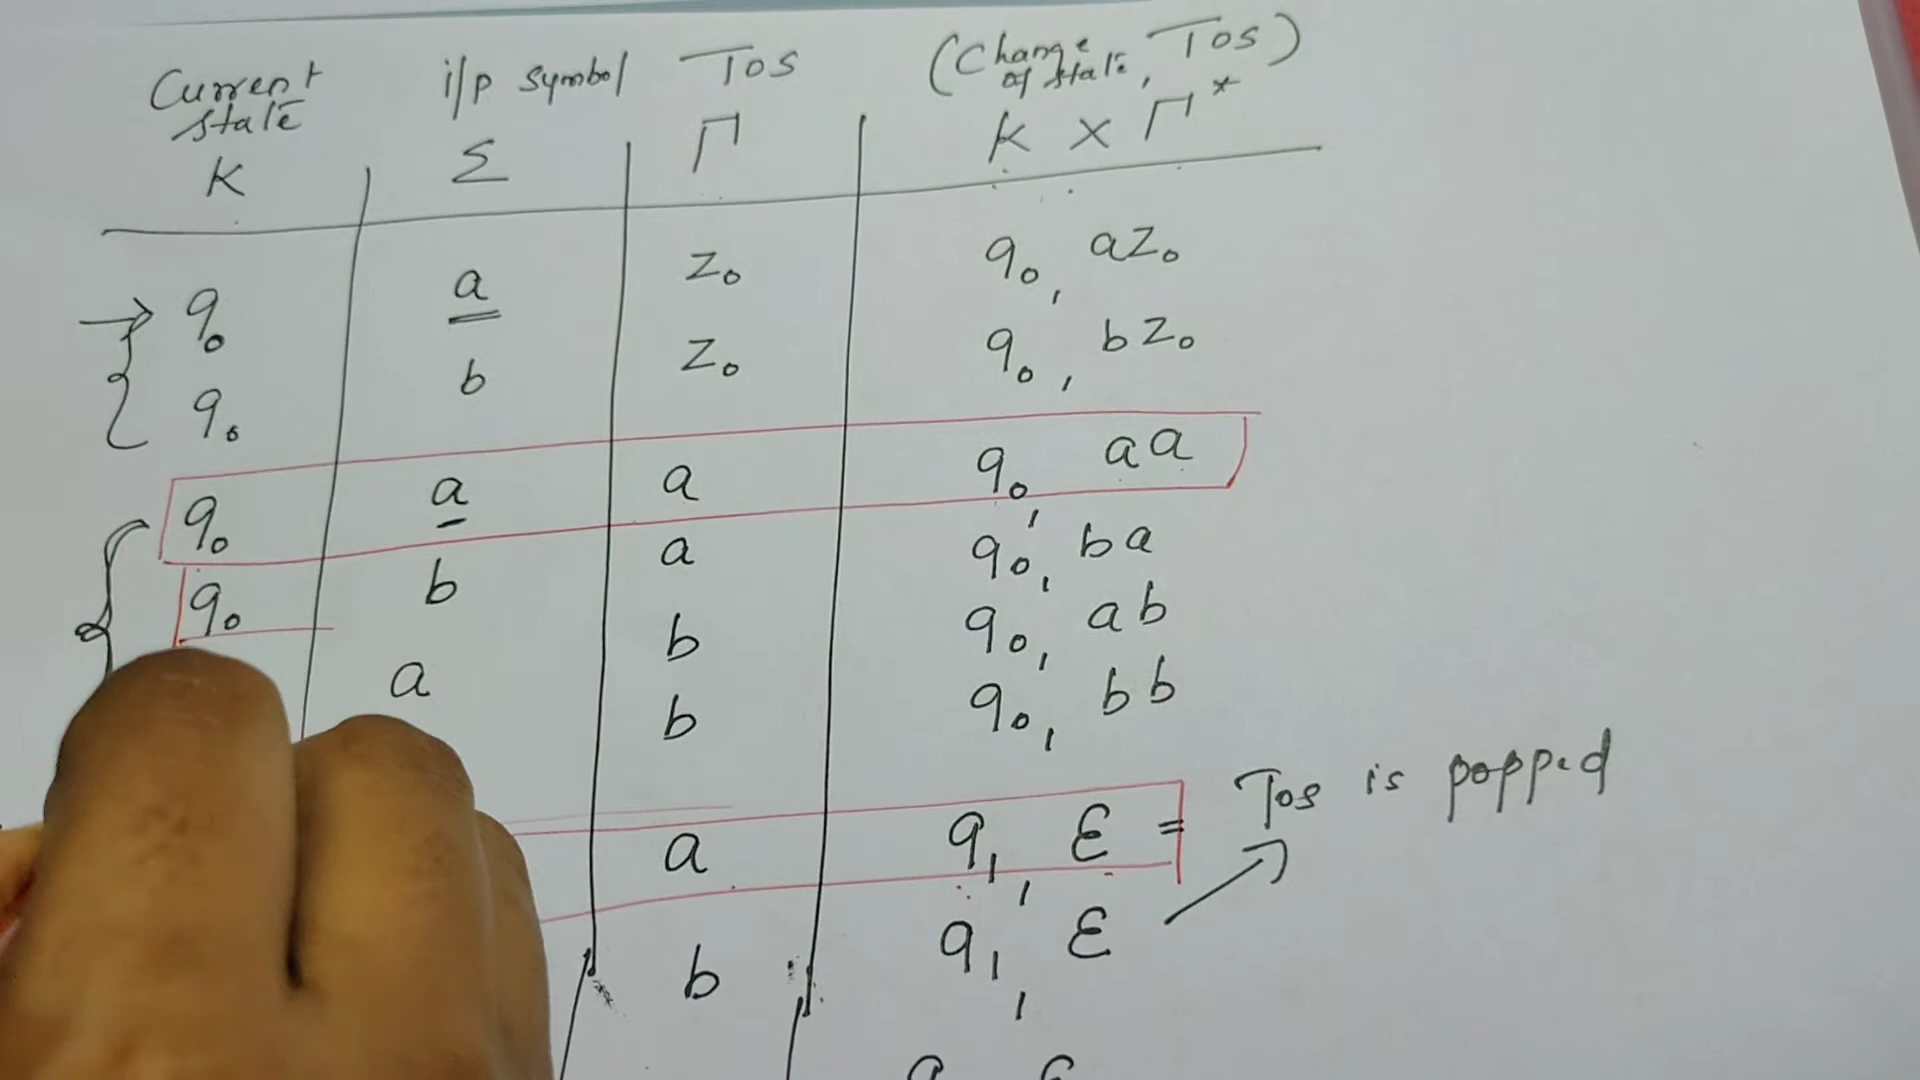 Current state i/p symbol Tos (Change of state, Tos)
K Σ Γ K x Γ*
→ q0 a z0 q0, az0
q0 b z0 q0, bz0
q0 a a q0, aa
q0 b a q0, ba
a b q0, ab
b q0, bb
a q1, ε = Tos is popped
b q1, ε